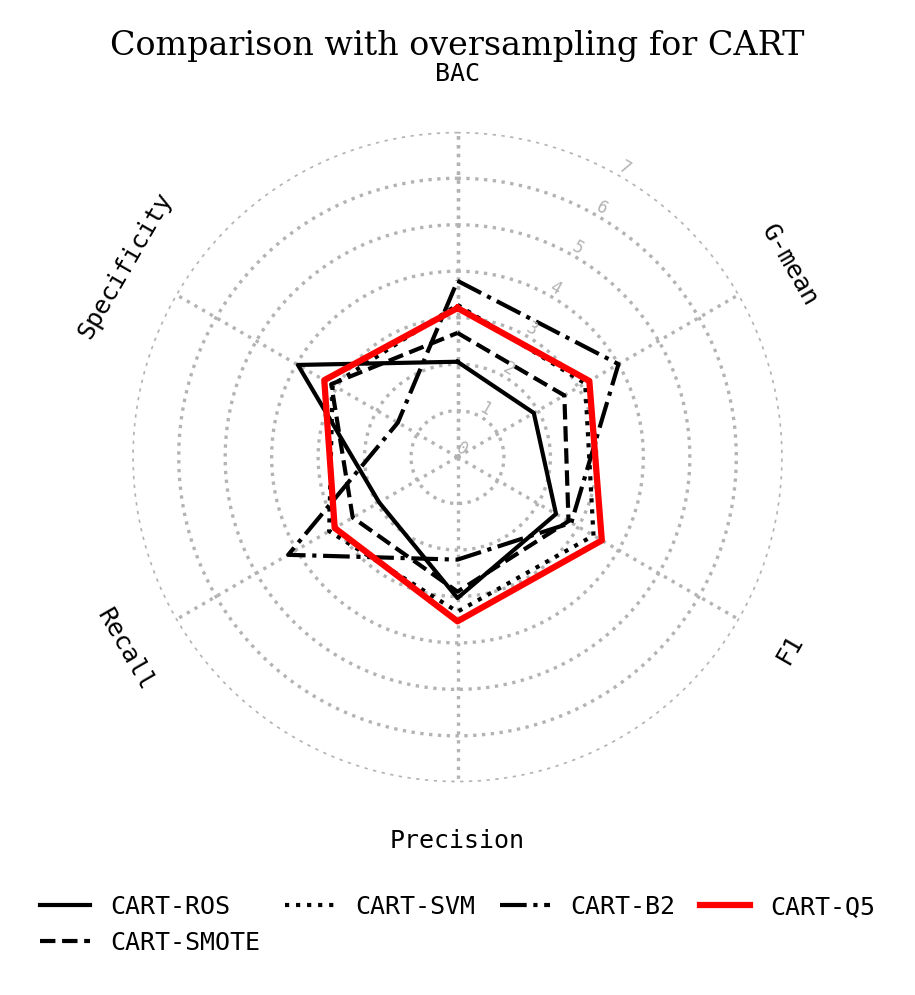 Comparison with oversampling for CART
BAC
7
6
5
4
3
2
1
0
Specificity
G-mean
Recall
F1
Precision
CART-ROS
CART-SVM
CART-B2
CART-Q5
CART-SMOTE